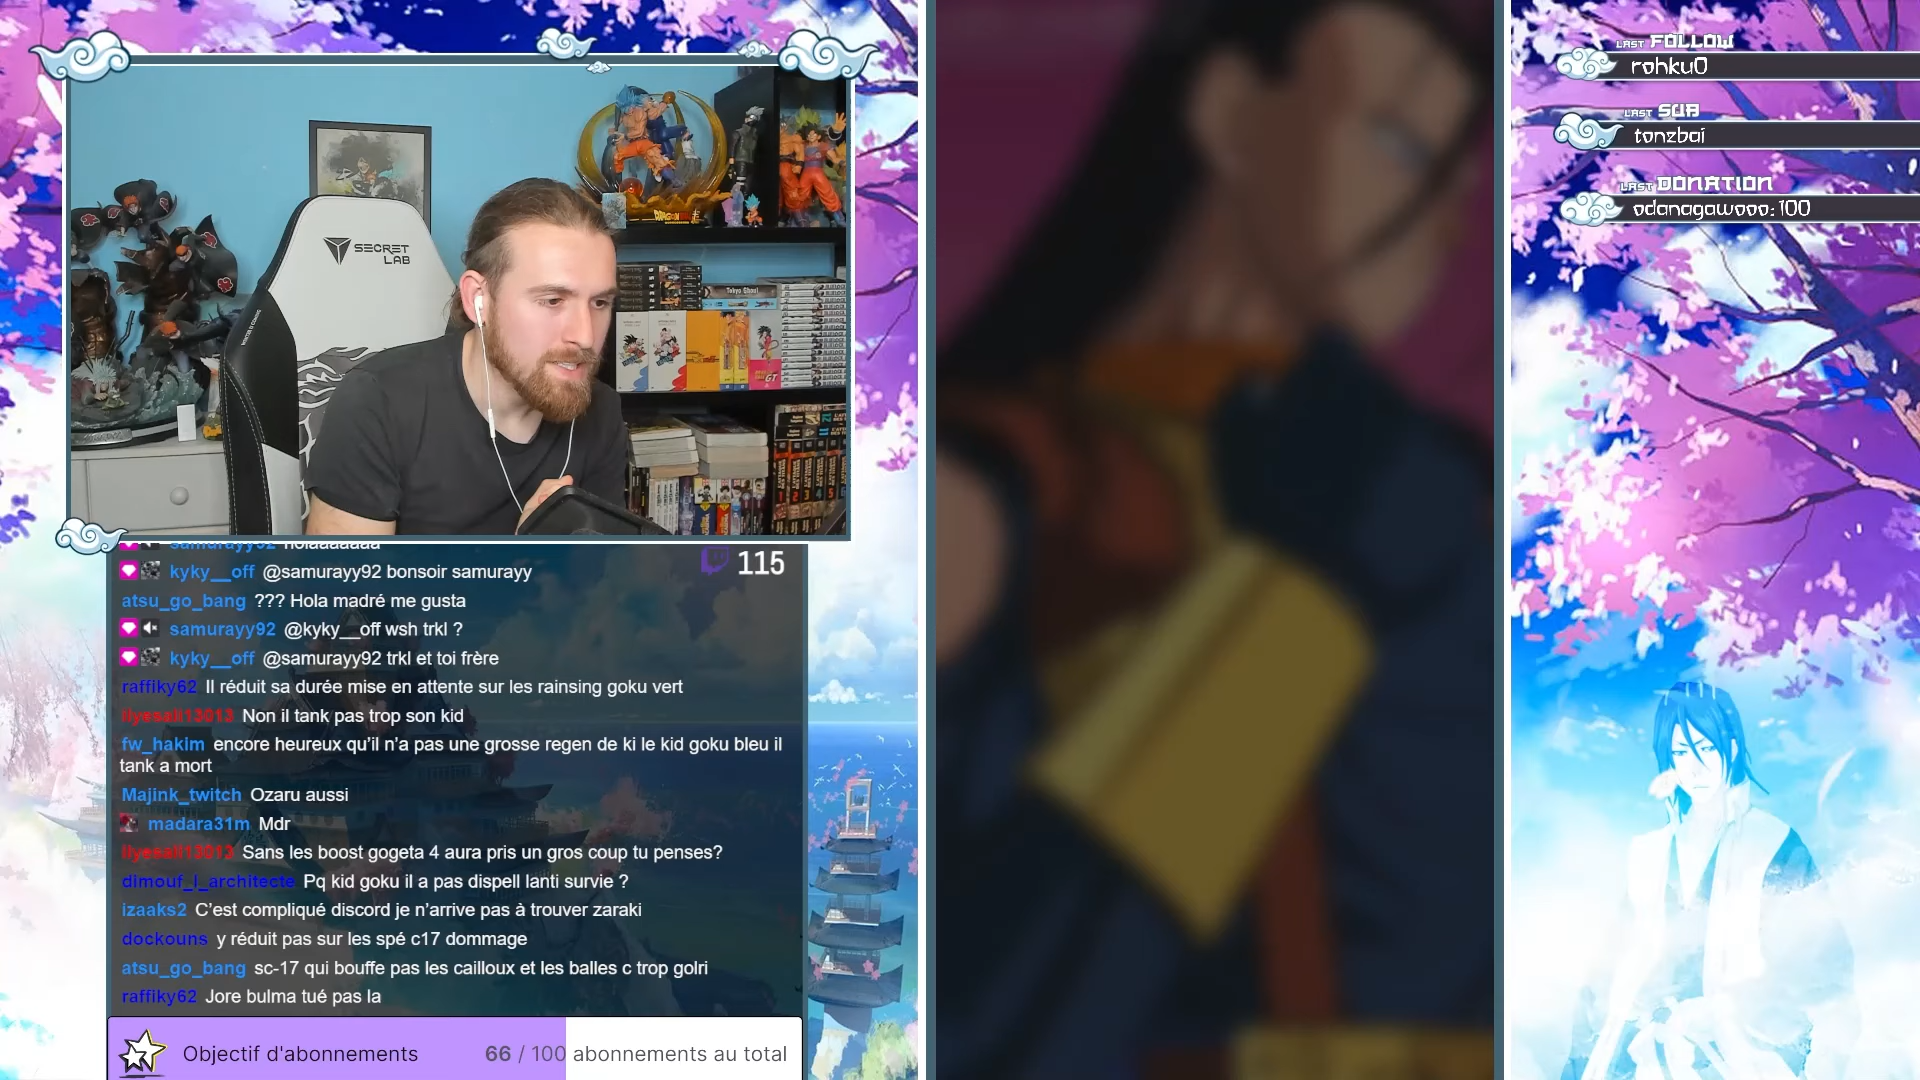 SECRET
LAB
Tokyo Ghoul
GT
LAST FOLLOW
rohku0
LAST SUB
tonzbai
LAST DONATION
odanagawooo: 100
samurayy92 holaaaaaaa
115
kyky__off @samurayy92 bonsoir samurayy
atsu_go_bang ??? Hola madré me gusta
samurayy92 @kyky__off wsh trkl ?
kyky__off @samurayy92 trkl et toi frère
raffiky62 Il réduit sa durée mise en attente sur les rainsing goku vert
ilyesali13013 Non il tank pas trop son kid
fw_hakim encore heureux qu’il n’a pas une grosse regen de ki le kid goku bleu il
tank a mort
Majink_twitch Ozaru aussi
madara31m Mdr
ilyesali13013 Sans les boost gogeta 4 aura pris un gros coup tu penses?
dimouf_l_architecte Pq kid goku il a pas dispell lanti survie ?
izaaks2 C’est compliqué discord je n’arrive pas à trouver zaraki
dockouns y réduit pas sur les spé c17 dommage
atsu_go_bang sc-17 qui bouffe pas les cailloux et les balles c trop golri
raffiky62 Jore bulma tué pas la
Objectif d'abonnements 66 / 100 abonnements au total